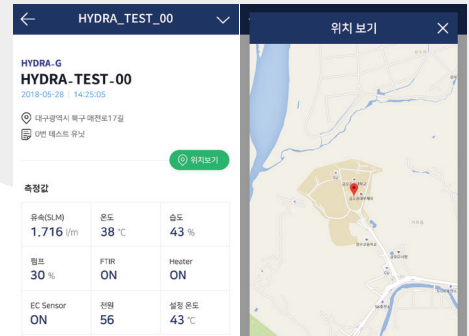 HYDRA_TEST_00
HYDRA-G
HYDRA-TEST-00
2018-05-28 | 14:25:05
대구광역시 북구 매천로17길
0번 테스트 유닛
위치보기
측정값
유속(SLM) 온도 습도
1.716 l/m 38 ℃ 43 %
펌프 FTIR Heater
30 % ON ON
EC Sensor 전원 설정 온도
ON 56 43 ℃
위치 보기